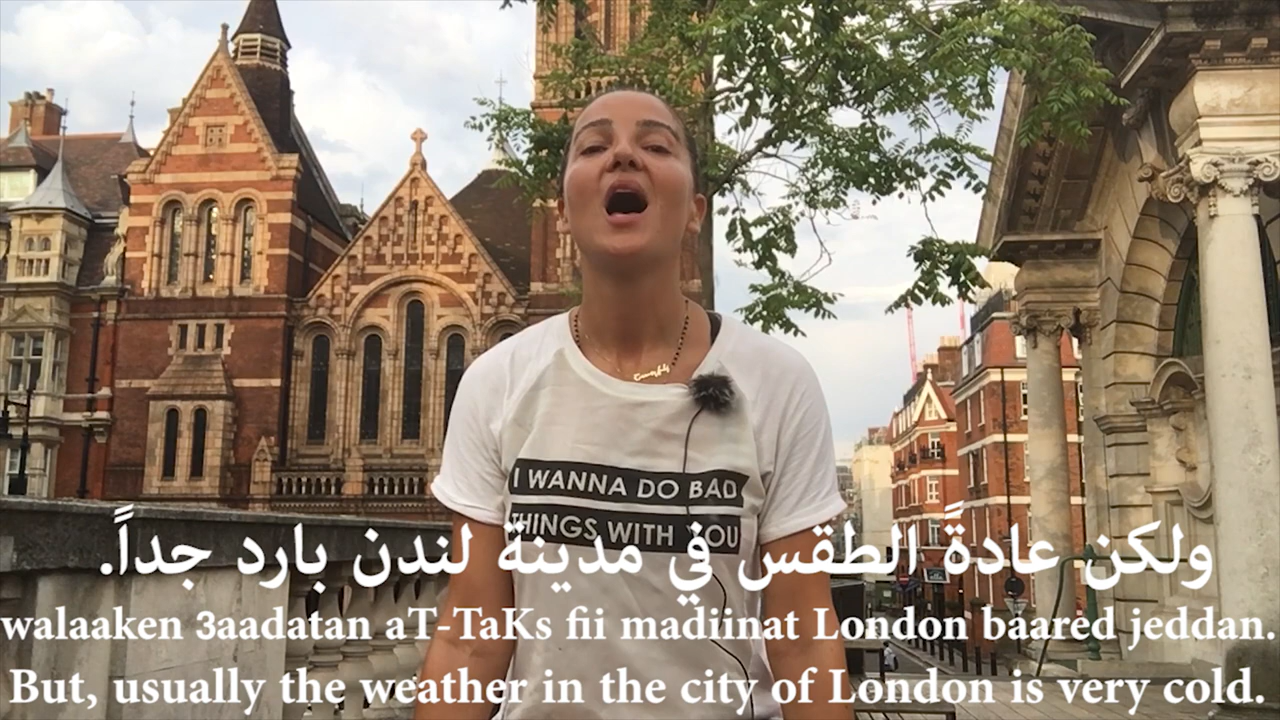 I WANNA DO BAD
THINGS WITH YOU
ولكن عادةً الطقس في مدينة لندن بارد جداً.
walaaken 3aadatan aT-TaKs fii madiinat London baared jeddan.
But, usually the weather in the city of London is very cold.